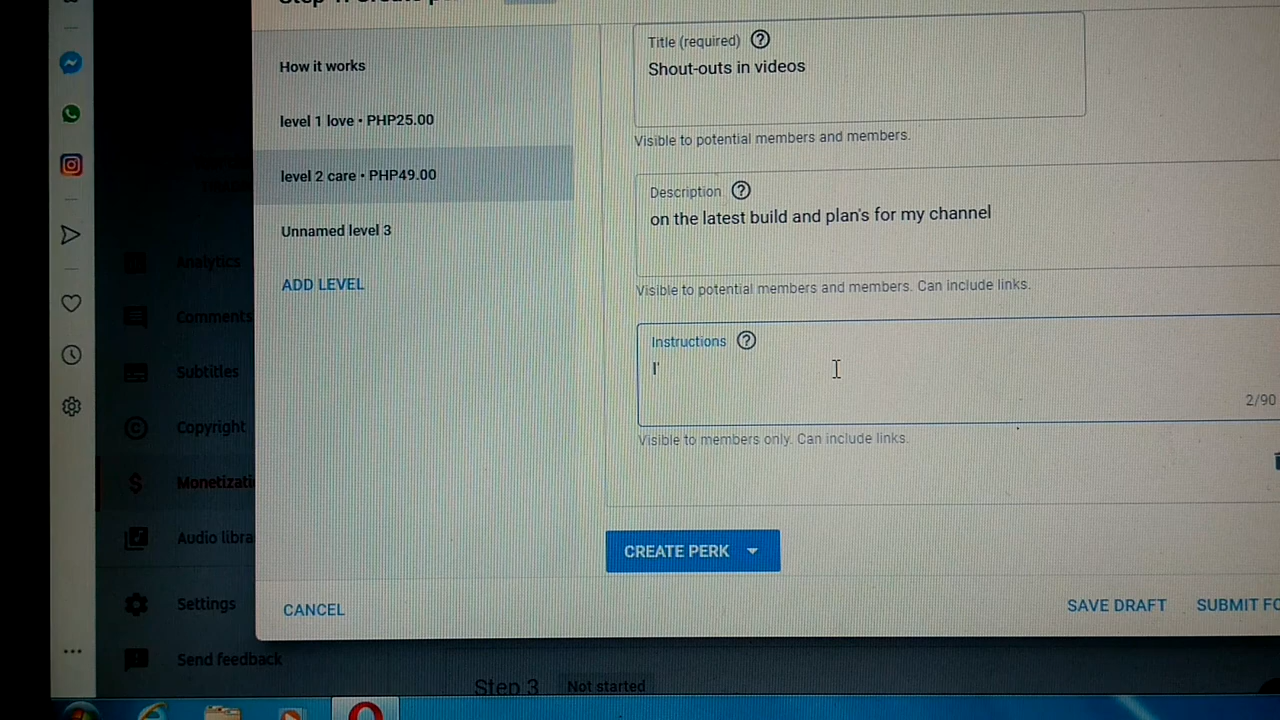 How it works
level 1 love • PHP25.00
level 2 care • PHP49.00
Unnamed level 3
ADD LEVEL
Title (required)
Shout-outs in videos
Visible to potential members and members.
Description
on the latest build and plan's for my channel
Visible to potential members and members. Can include links.
Instructions
I'
2/90
Visible to members only. Can include links.
CREATE PERK
CANCEL
SAVE DRAFT
SUBMIT FO
Analytics
Comments
Subtitles
Copyright
Monetizati
Audio libra
Settings
Send feedback
Step 3
Not started